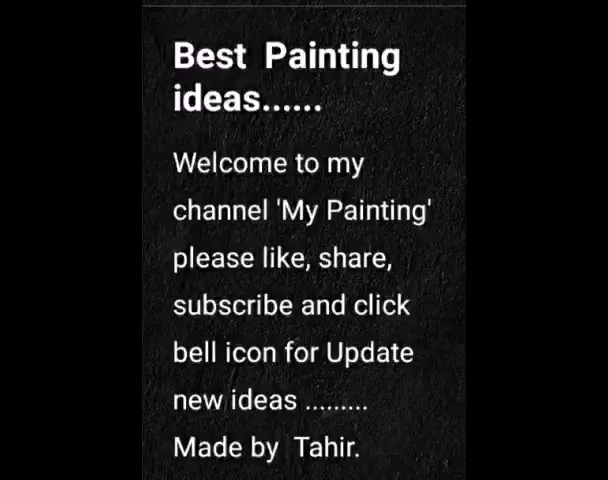 Best  Painting
ideas......
Welcome to my
channel 'My Painting'
please like, share,
subscribe and click
bell icon for Update
new ideas .........
Made by  Tahir.